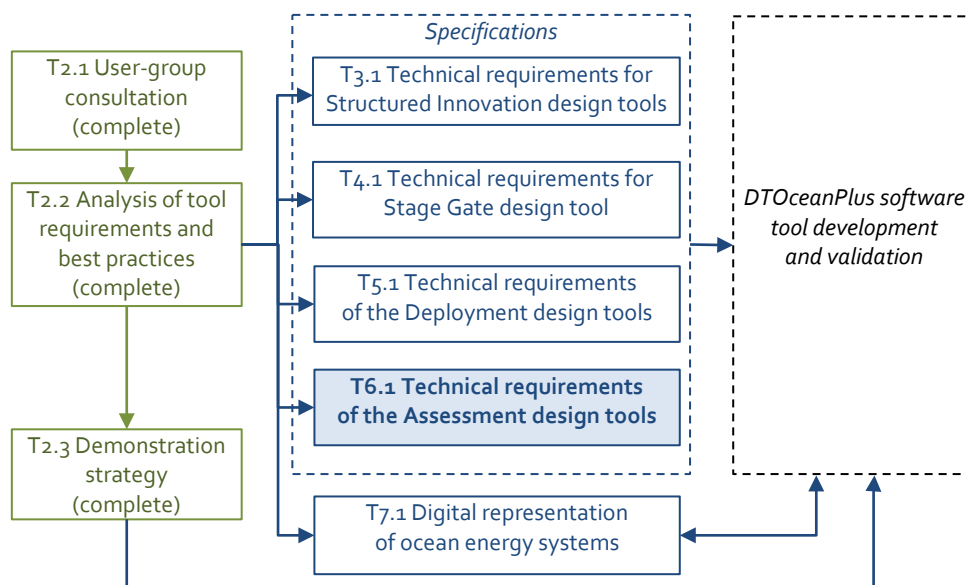 T2.1 User-group
consultation
(complete)
T2.2 Analysis of tool
requirements and
best practices
(complete)
T2.3 Demonstration
strategy
(complete)
Specifications
T3.1 Technical requirements for
Structured Innovation design tools
T4.1 Technical requirements for
Stage Gate design tool
T5.1 Technical requirements
of the Deployment design tools
T6.1 Technical requirements
of the Assessment design tools
T7.1 Digital representation
of ocean energy systems
DTOceanPlus software
tool development
and validation